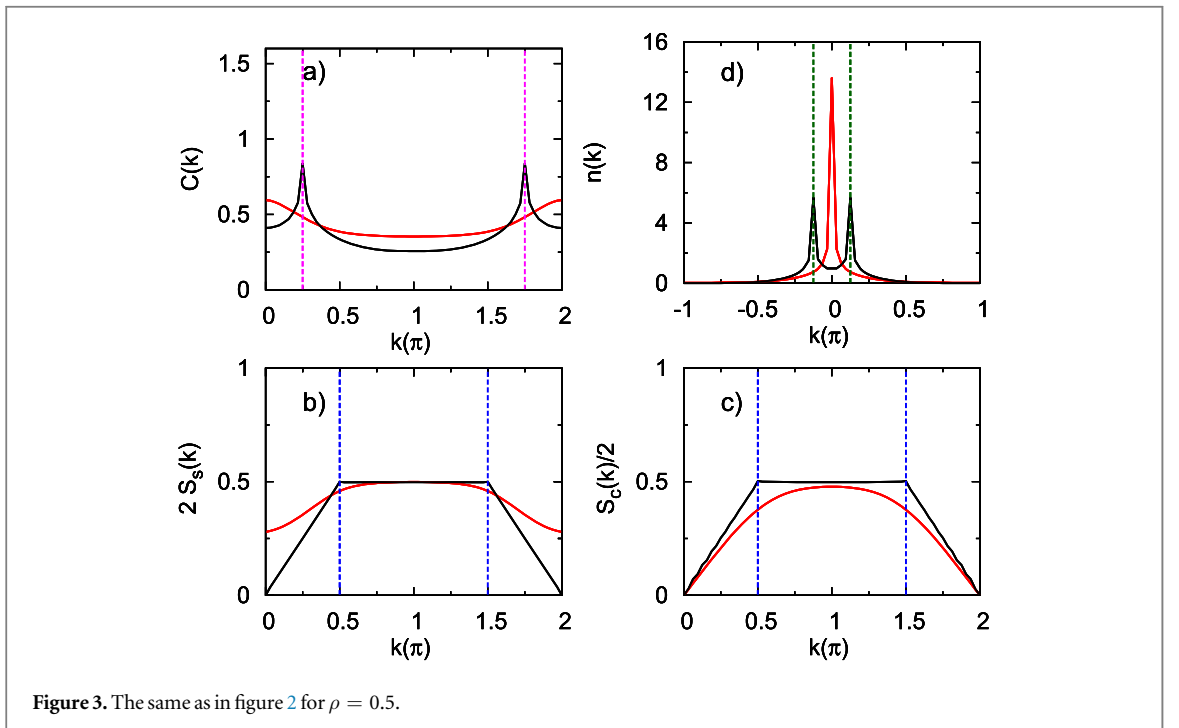 a)
C(k)
1.5
1
0.5
0
0 0.5 1 1.5 2
k(π)
d)
n(k)
16
12
8
4
0
-1 -0.5 0 0.5 1
k(π)
b)
2 S_s(k)
1
0.5
0
0 0.5 1 1.5 2
k(π)
c)
S_c(k)/2
1
0.5
0
0 0.5 1 1.5 2
k(π)
Figure 3. The same as in figure 2 for ρ = 0.5.